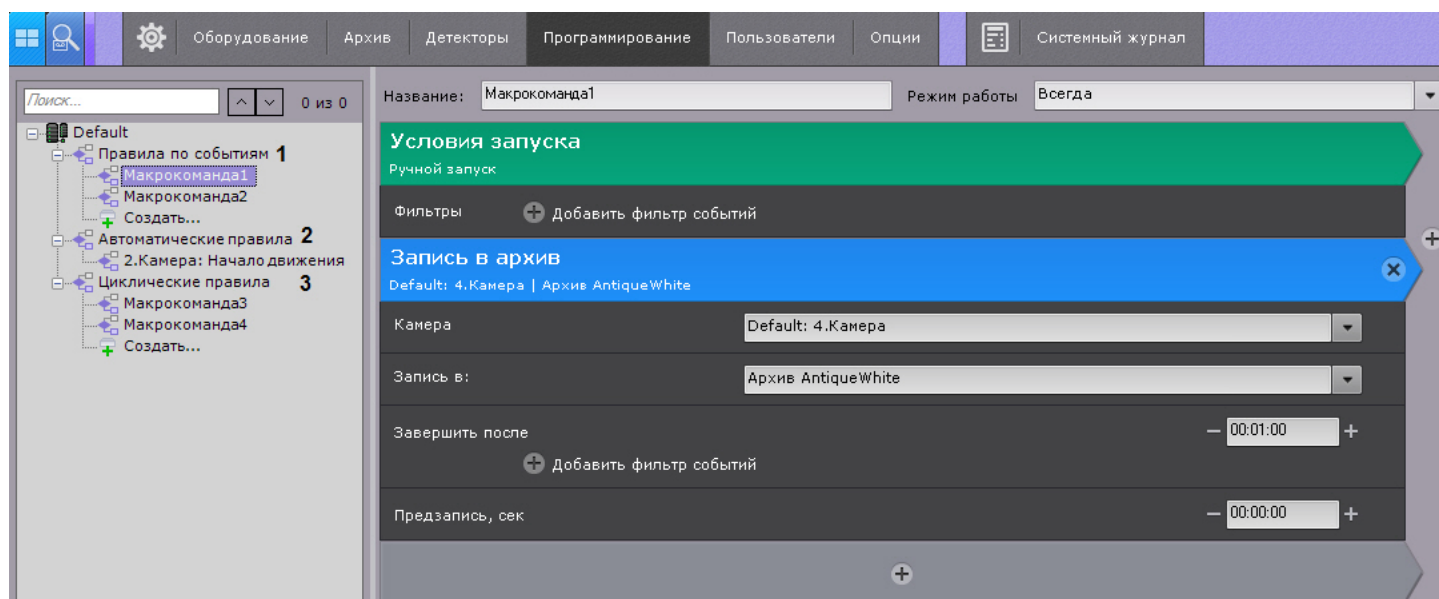 Оборудование Архив Детекторы Программирование Пользователи Опции Системный журнал
Поиск... 0 из 0
Default
Правила по событиям 1
Макрокоманда1
Макрокоманда2
Создать...
Автоматические правила 2
2.Камера: Начало движения
Циклические правила 3
Макрокоманда3
Макрокоманда4
Создать...
Название: Макрокоманда1 Режим работы Всегда
Условия запуска
Ручной запуск
Фильтры Добавить фильтр событий
Запись в архив
Default: 4.Камера | Архив AntiqueWhite
Камера Default: 4.Камера
Запись в: Архив AntiqueWhite
Завершить после 00:01:00
Добавить фильтр событий
Предзапись, сек 00:00:00